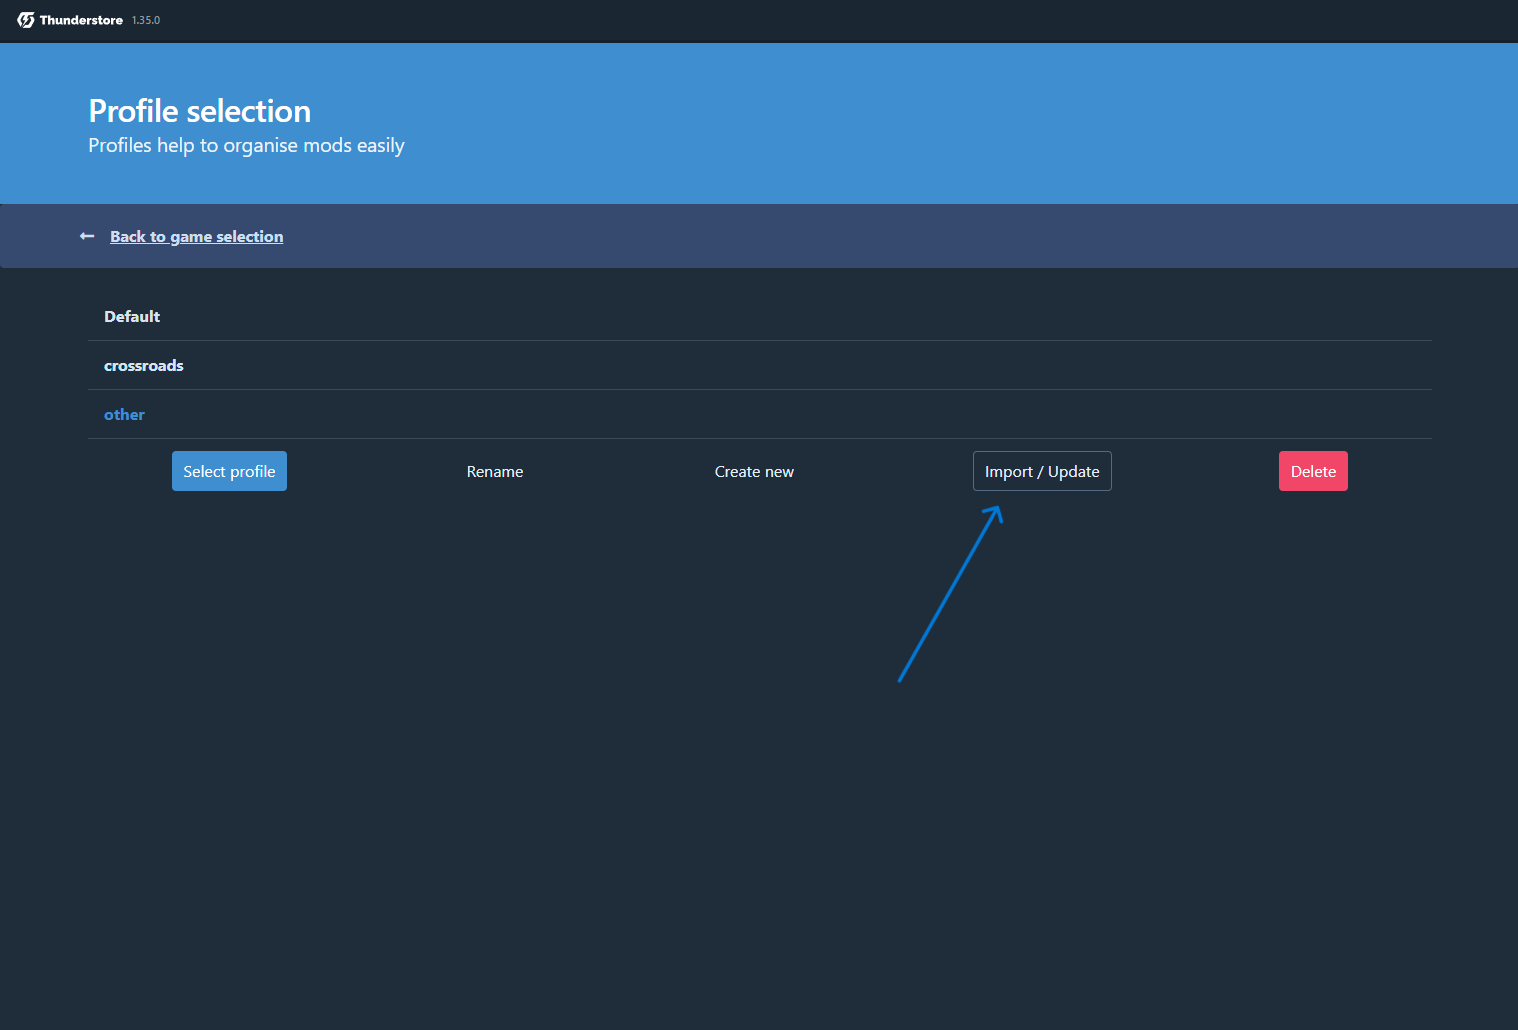 Thunderstore 1.35.0
Profile selection
Profiles help to organise mods easily
Back to game selection
Default
crossroads
other
Select profile Rename Create new Import / Update Delete